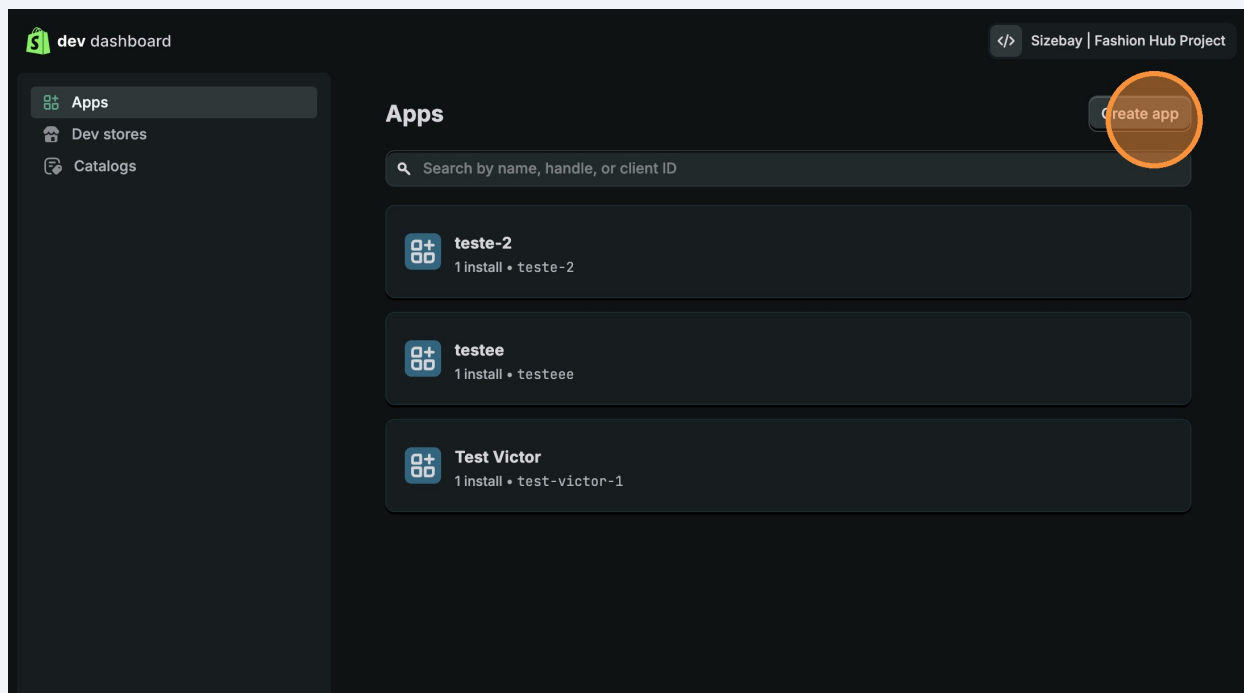 dev dashboard
</> Sizebay | Fashion Hub Project
Apps
Dev stores
Catalogs
Apps
Create app
Search by name, handle, or client ID
teste-2
1 install • teste-2
testee
1 install • testeee
Test Victor
1 install • test-victor-1